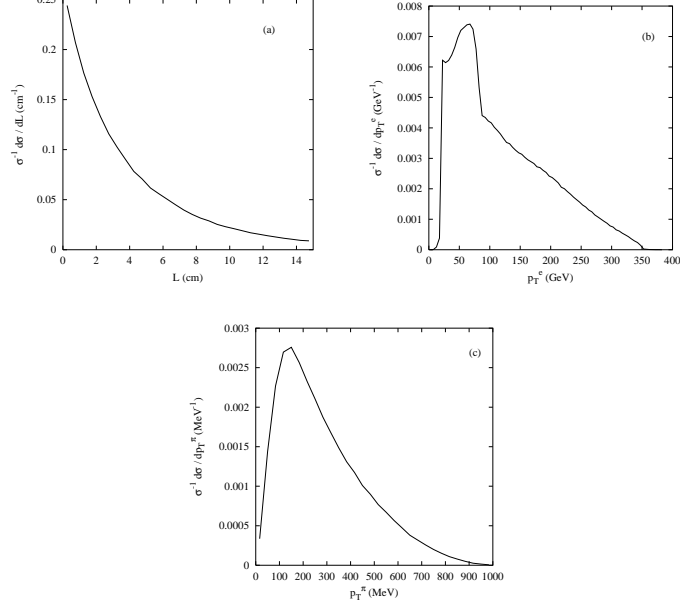 0.25
0.2
0.15
0.1
0.05
0
0 2 4 6 8 10 12 14
L (cm)
σ⁻¹ dσ / dL (cm⁻¹)
(a)
0.008
0.007
0.006
0.005
0.004
0.003
0.002
0.001
0
0 50 100 150 200 250 300 350 400
p_T^e (GeV)
σ⁻¹ dσ / dp_T^e (GeV⁻¹)
(b)
0.003
0.0025
0.002
0.0015
0.001
0.0005
0
0 100 200 300 400 500 600 700 800 900 1000
p_T^π (MeV)
σ⁻¹ dσ / dp_T^π (MeV⁻¹)
(c)